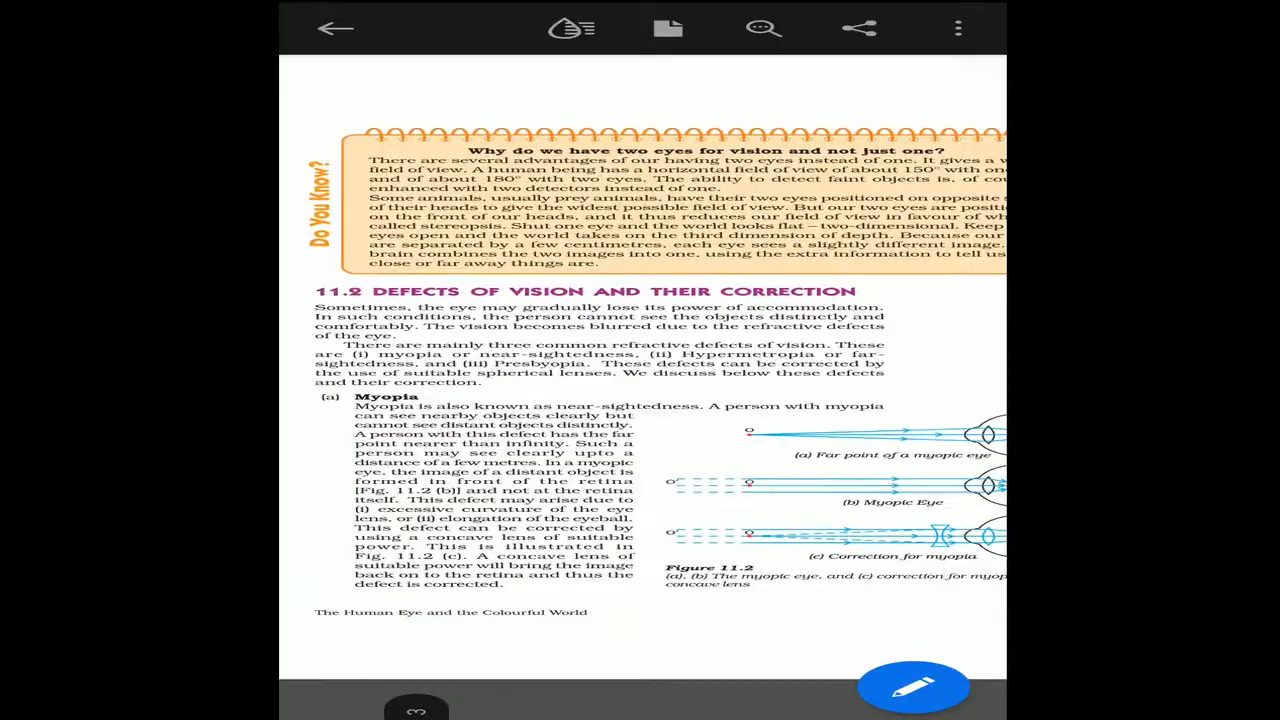 Do You Know?
Why do we have two eyes for vision and not just one?
There are several advantages of our having two eyes instead of one. It gives a
field of view. A human being has a horizontal field of view of about 150° with
and of about 180° with two eyes. The ability to detect faint objects is, of
enhanced with two detectors instead of one.
Some animals, usually prey animals, have their two eyes positioned on opposite
of their heads to give the widest possible field of view. But our two eyes are
on the front of our heads, and it thus reduces our field of view in favour of
called stereopsis. Shut one eye and the world looks flat – two-dimensional. Keep
eyes open and the world takes on the third dimension of depth. Because our
are separated by a few centimetres, each eye sees a slightly different image.
brain combines the two images into one, using the extra information to tell us
close or far away things are.
11.2 DEFECTS OF VISION AND THEIR CORRECTION
Sometimes, the eye may gradually lose its power of accommodation.
In such conditions, the person cannot see the objects distinctly and
comfortably. The vision becomes blurred due to the refractive defects
of the eye.
There are mainly three common refractive defects of vision. These
are (i) myopia or near-sightedness, (ii) Hypermetropia or far-
sightedness, and (iii) Presbyopia. These defects can be corrected by
the use of suitable spherical lenses. We discuss below these defects
and their correction.
(a) Myopia
Myopia is also known as near-sightedness. A person with myopia
can see nearby objects clearly but
cannot see distant objects distinctly.
A person with this defect has the far
point nearer than infinity. Such a
person may see clearly upto a
distance of a few metres. In a myopic
eye, the image of a distant object is
formed in front of the retina
[Fig. 11.2 (b)] and not at the retina
itself. This defect may arise due to
(i) excessive curvature of the eye
lens, or (ii) elongation of the eyeball.
This defect can be corrected by
using a concave lens of suitable
power. This is illustrated in
Fig. 11.2 (c). A concave lens of
suitable power will bring the image
back on to the retina and thus the
defect is corrected.
O
(a) Far point of a myopic eye
O O
(b) Myopic Eye
O O
(c) Correction for myopia
Figure 11.2
(a), (b) The myopic eye, and (c) correction for
concave lens
The Human Eye and the Colourful World
3